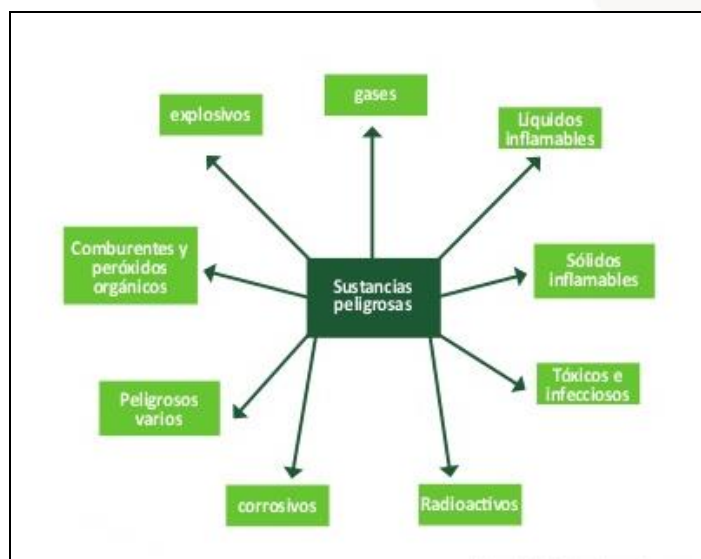 gases
explosivos
Líquidos
inflamables
Comburentes y
peróxidos
orgánicos
Sustancias
peligrosas
Sólidos
inflamables
Peligrosos
varios
Tóxicos e
infecciosos
corrosivos
Radioactivos